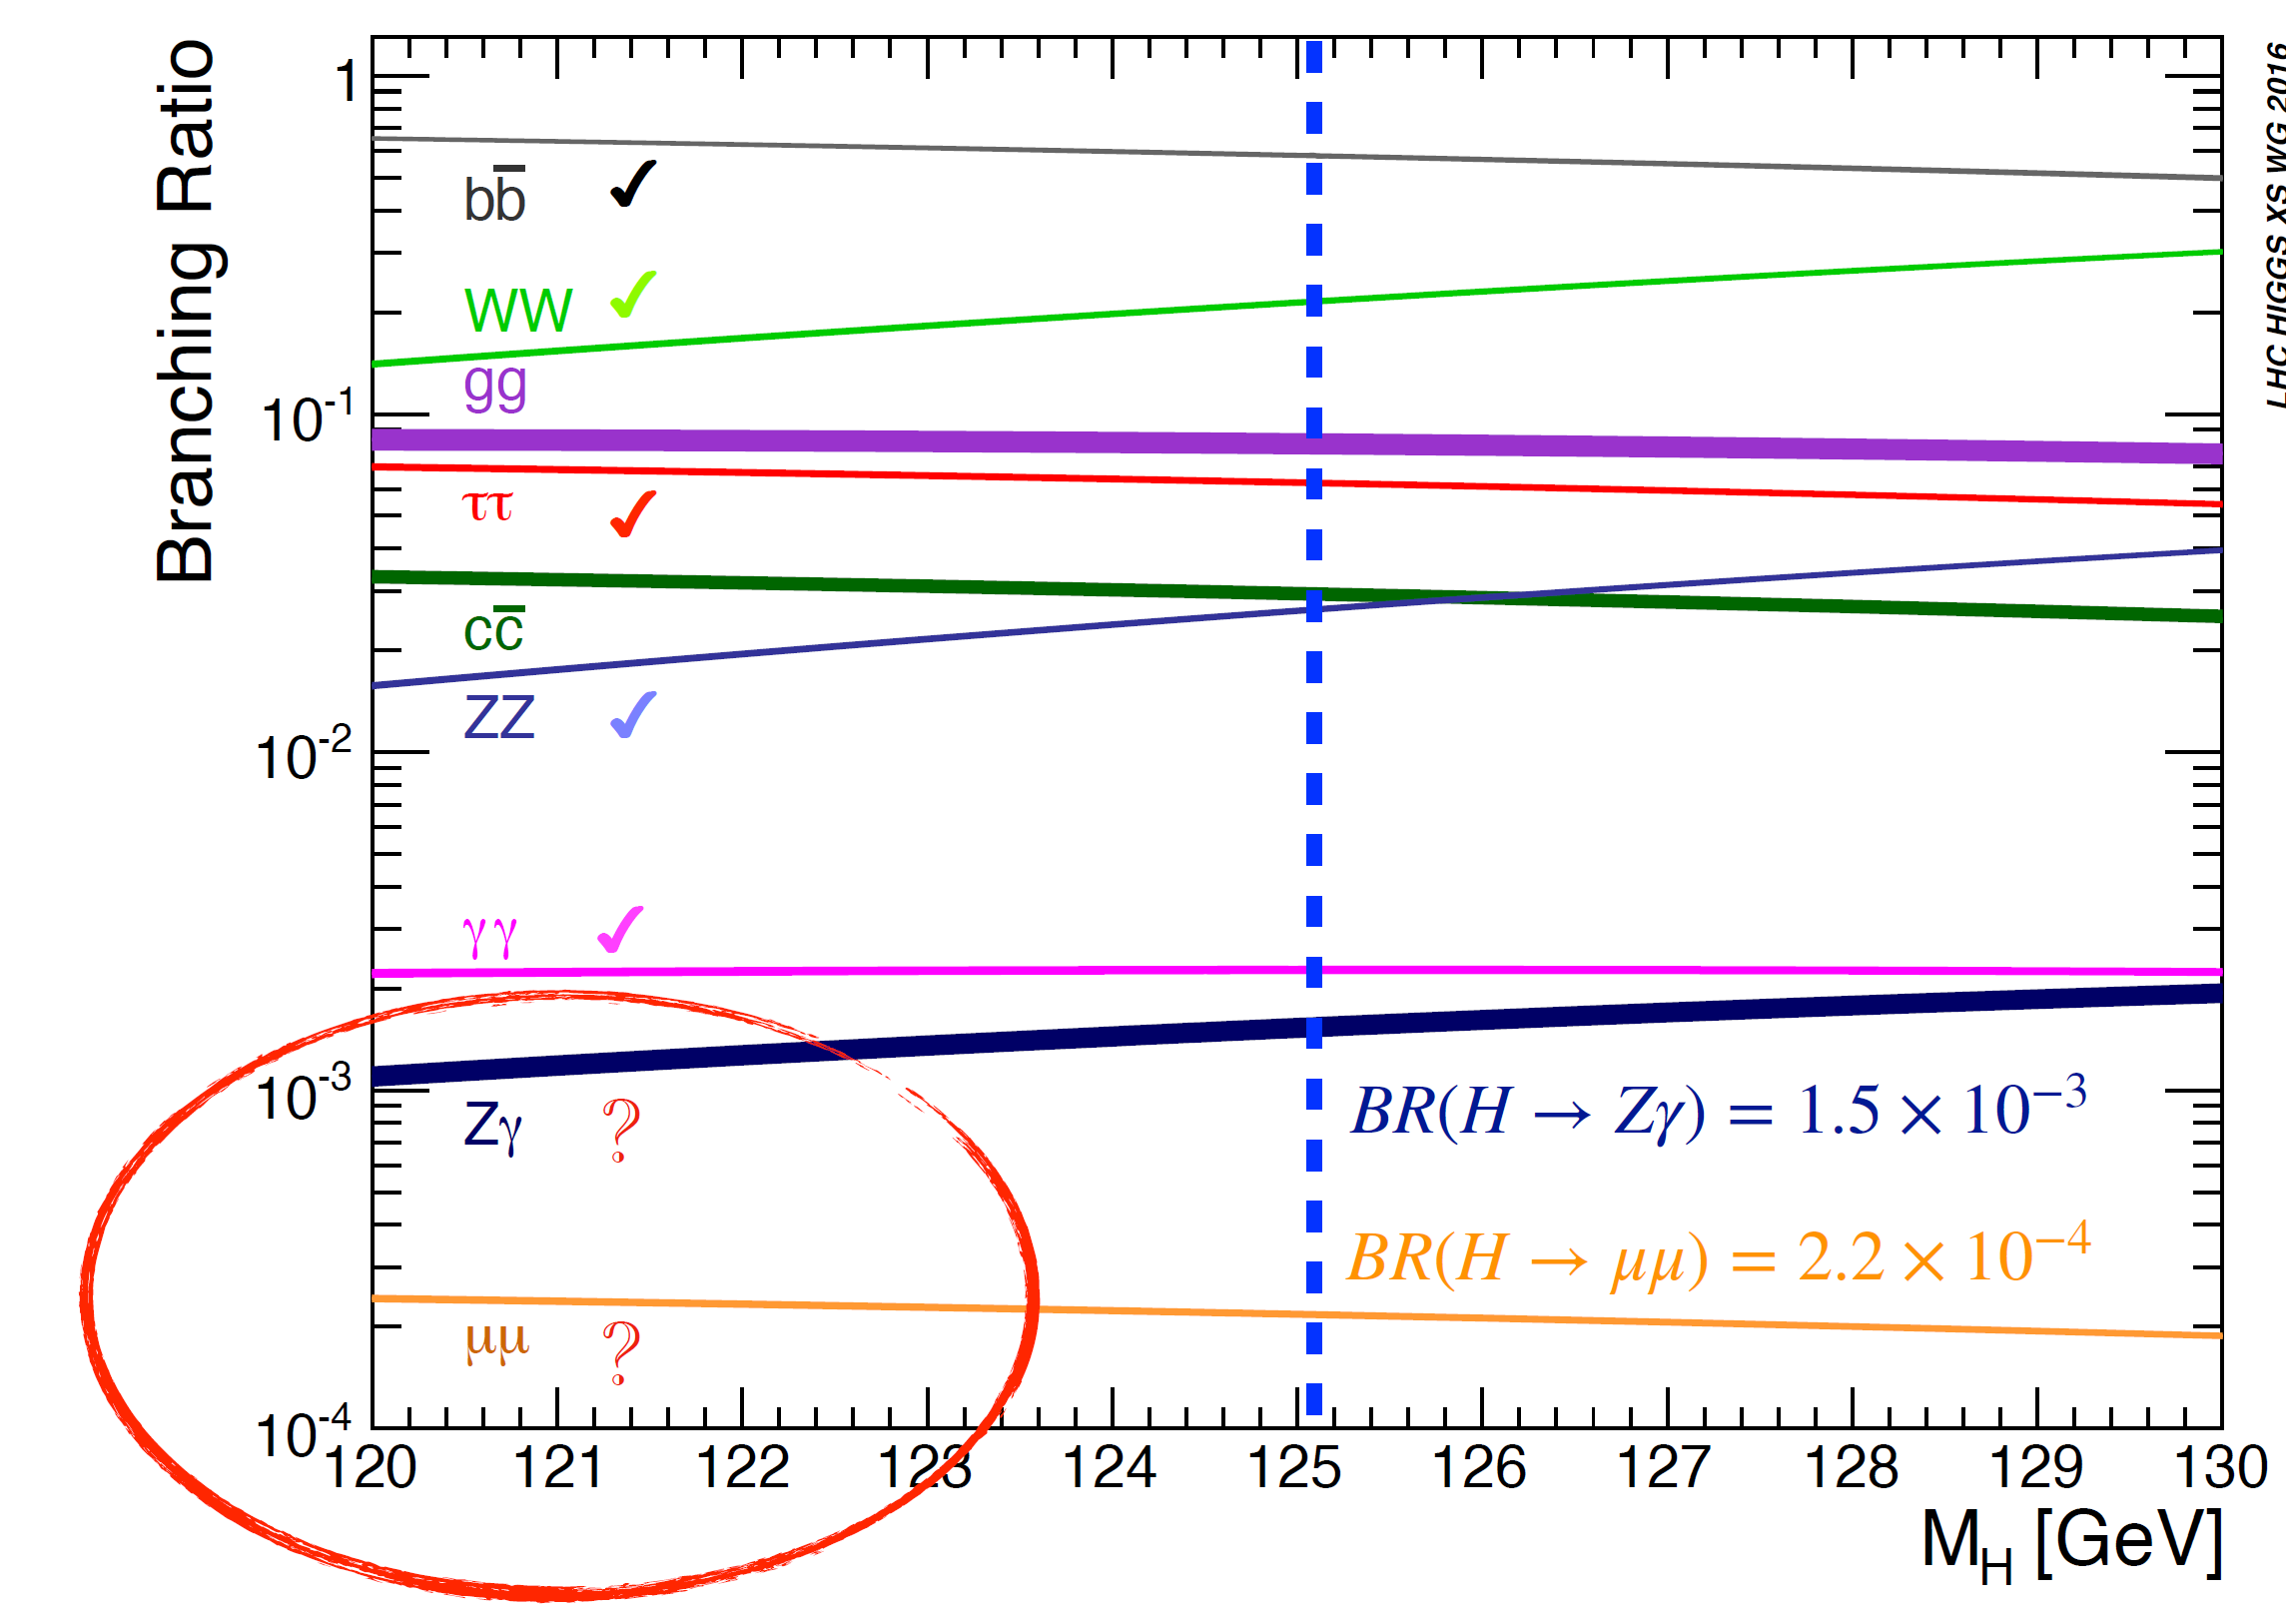 Branching Ratio
LHC HIGGS XS WG 2016
1
10⁻¹
10⁻²
10⁻³
10⁻⁴
bb̅ ✓
WW ✓
gg
ττ ✓
cc̅
ZZ ✓
γγ ✓
Zγ ?
μμ ?
BR(H → Zγ) = 1.5 × 10⁻³
BR(H → μμ) = 2.2 × 10⁻⁴
120 121 122 123 124 125 126 127 128 129 130
M_H [GeV]